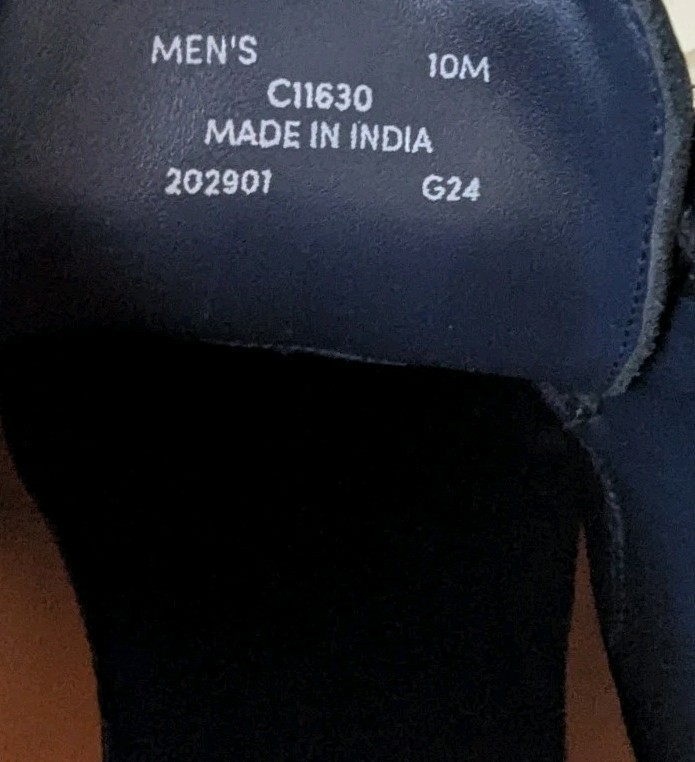 MEN'S 10M
C11630
MADE IN INDIA
202901 G24